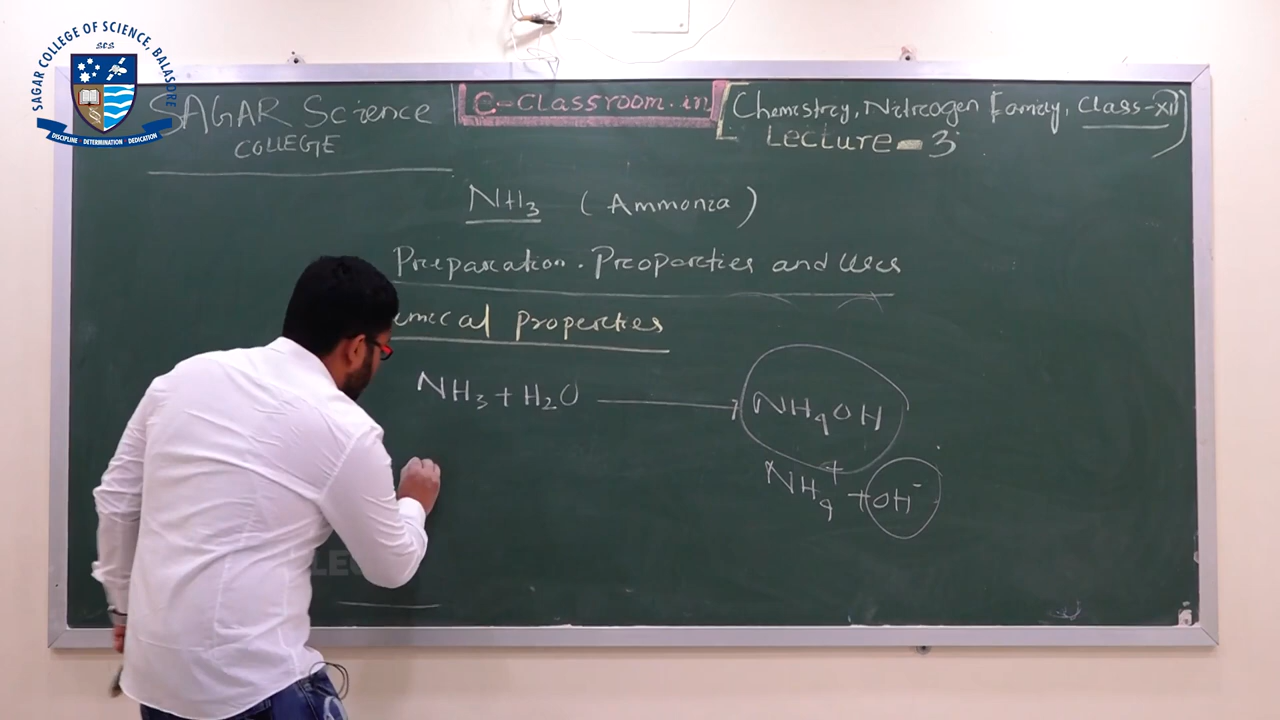 SAGAR COLLEGE OF SCIENCE, BALASORE
SCS
DISCIPLINE DETERMINATION DEDICATION
SAGAR Science
COLLEGE
e-classroom.in
[Chemistry, Nitrogen Family, Class-XII]
Lecture-3
NH3 (Ammonia)
Preparation. Properties and Uses
emical properties
NH3 + H2O → NH4OH
NH4+ + OH-